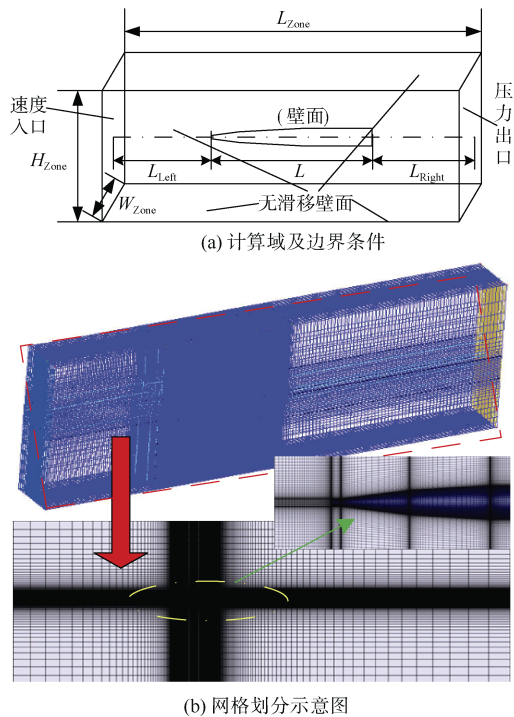 L_Zone
速度
入口
(壁面)
压
力
出
口
H_Zone
L_Left
L
L_Right
W_Zone
无滑移壁面
(a) 计算域及边界条件
(b) 网格划分示意图